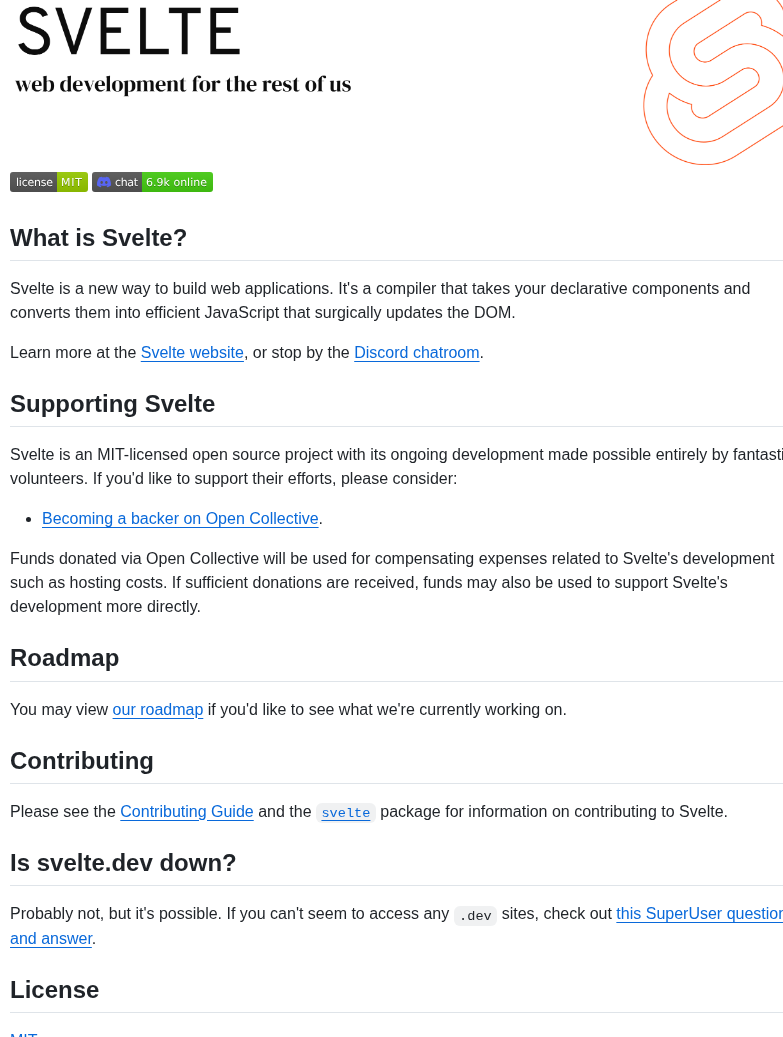 SVELTE
web development for the rest of us
license MIT chat 6.9k online
What is Svelte?
Svelte is a new way to build web applications. It's a compiler that takes your declarative components and
converts them into efficient JavaScript that surgically updates the DOM.
Learn more at the Svelte website, or stop by the Discord chatroom.
Supporting Svelte
Svelte is an MIT-licensed open source project with its ongoing development made possible entirely by fantasti
volunteers. If you'd like to support their efforts, please consider:
• Becoming a backer on Open Collective.
Funds donated via Open Collective will be used for compensating expenses related to Svelte's development
such as hosting costs. If sufficient donations are received, funds may also be used to support Svelte's
development more directly.
Roadmap
You may view our roadmap if you'd like to see what we're currently working on.
Contributing
Please see the Contributing Guide and the svelte package for information on contributing to Svelte.
Is svelte.dev down?
Probably not, but it's possible. If you can't seem to access any .dev sites, check out this SuperUser question
and answer.
License
MIT